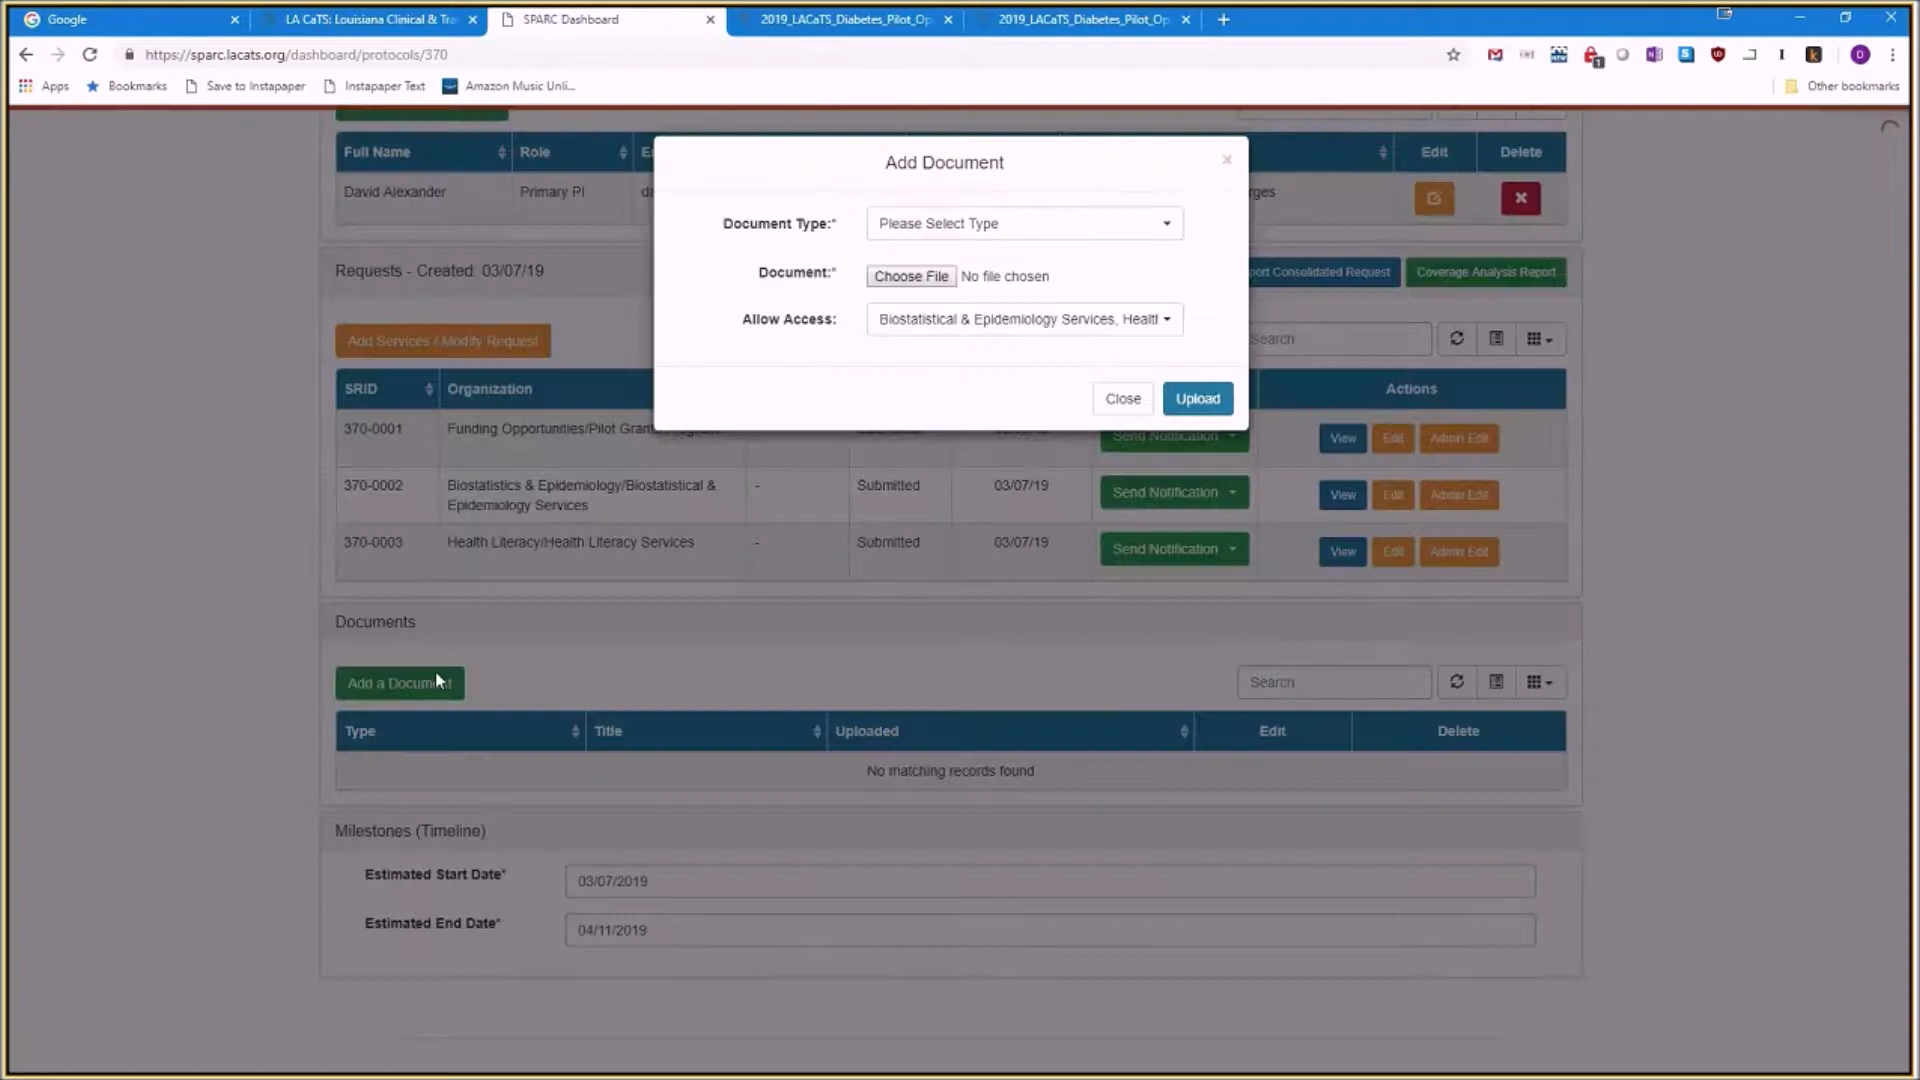 Google
LA CaTS: Louisiana Clinical & Tra
SPARC Dashboard
2019_LACaTS_Diabetes_Pilot_Op
2019_LACaTS_Diabetes_Pilot_Op
https://sparc.lacats.org/dashboard/protocols/370
Apps
Bookmarks
Save to Instapaper
Instapaper Text
Amazon Music Unli...
Other bookmarks
Full Name
Role
Edit
Delete
David Alexander
Primary PI
Add Document
Document Type:*
Please Select Type
Document:*
Choose File No file chosen
Allow Access:
Biostatistical & Epidemiology Services, Healt
Close
Upload
Requests - Created: 03/07/19
Consolidated Request
Coverage Analysis Report
Add Services / Modify Request
Search
SRID
Organization
Actions
370-0001
Funding Opportunities/Pilot Grant
Send Notification
View
Edit
Admin Edit
370-0002
Biostatistics & Epidemiology/Biostatistical &
Epidemiology Services
-
Submitted
03/07/19
Send Notification
View
Edit
Admin Edit
370-0003
Health Literacy/Health Literacy Services
-
Submitted
03/07/19
Send Notification
View
Edit
Admin Edit
Documents
Add a Document
Search
Type
Title
Uploaded
Edit
Delete
No matching records found
Milestones (Timeline)
Estimated Start Date*
03/07/2019
Estimated End Date*
04/11/2019